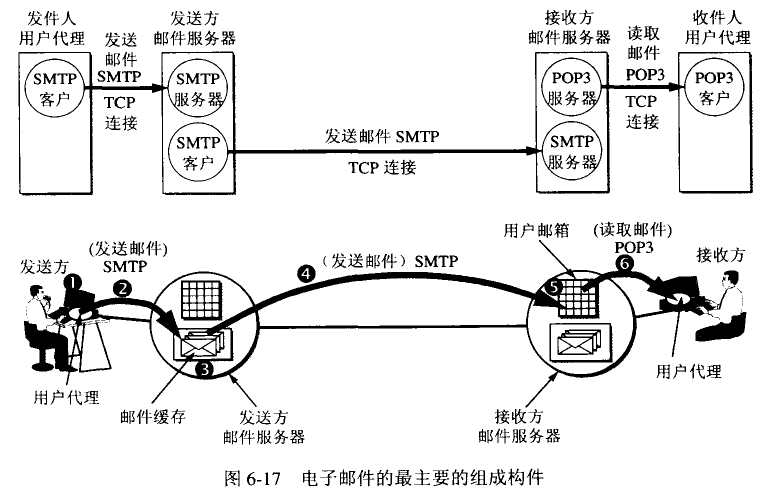 发件人
用户代理
发送方
邮件服务器
接收方
邮件服务器
收件人
用户代理
发送
邮件
SMTP
TCP
连接
读取
邮件
POP3
TCP
连接
SMTP
客户
SMTP
服务器
POP3
服务器
POP3
客户
SMTP
客户
发送邮件 SMTP
TCP 连接
SMTP
服务器
发送方
(发送邮件)
SMTP
(发送邮件) SMTP
用户邮箱
(读取邮件)
POP3
接收方
❶
❷
❸
❹
❺
❻
用户代理
邮件缓存
发送方
邮件服务器
接收方
邮件服务器
用户代理
图 6-17 电子邮件的最主要的组成构件